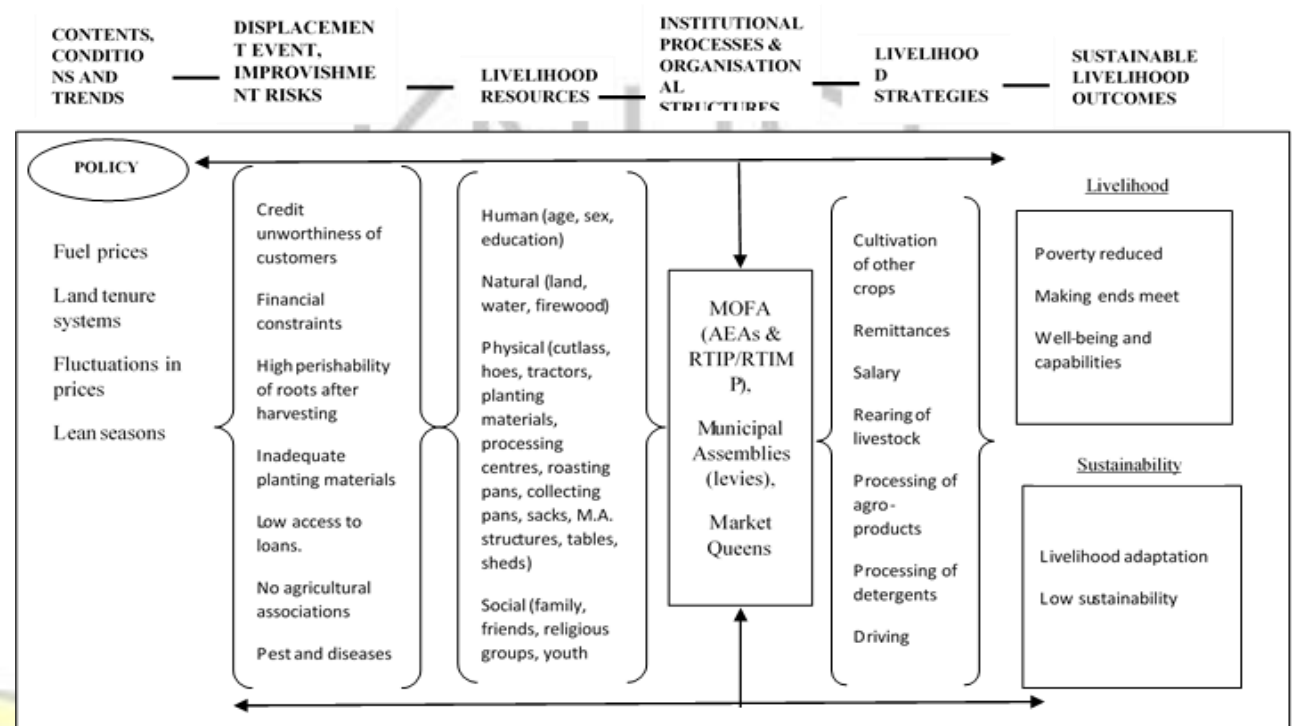 CONTENTS,
CONDITIO
NS AND
TRENDS
DISPLACEMEN
T EVENT,
IMPROVISHME
NT RISKS
LIVELIHOOD
RESOURCES
INSTITUTIONAL
PROCESSES &
ORGANISATION
AL
STRUCTURES
LIVELIHOO
D
STRATEGIES
SUSTAINABLE
LIVELIHOOD
OUTCOMES
POLICY
Fuel prices
Land tenure
systems
Fluctuations in
prices
Lean seasons
Credit
unworthiness of
customers
Financial
constraints
High perishability
of roots after
harvesting
Inadequate
planting materials
Low access to
loans.
No agricultural
associations
Pest and diseases
Human (age, sex,
education)
Natural (land,
water, firewood)
Physical (cutlass,
hoes, tractors,
planting
materials,
processing
centres, roasting
pans, collecting
pans, sacks, M.A.
structures, tables,
sheds)
Social (family,
friends, religious
groups, youth
MOFA
(AEAs &
RTIP/RTIM
P),
Municipal
Assemblies
(levies),
Market
Queens
Cultivation
of other
crops
Remittances
Salary
Rearing of
livestock
Processing of
agro-
products
Processing of
detergents
Driving
Livelihood
Poverty reduced
Making ends meet
Well-being and
capabilities
Sustainability
Livelihood adaptation
Low sustainability